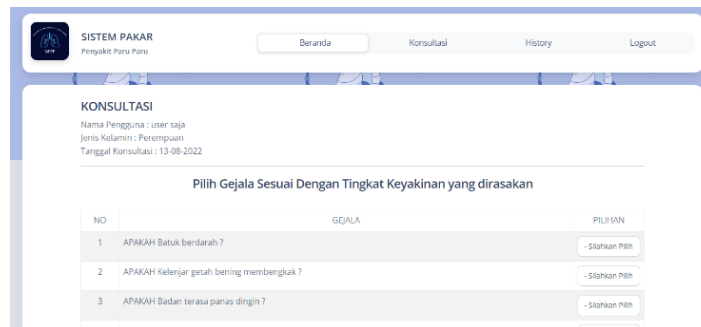 SISTEM PAKAR
Penyakit Paru Paru
Beranda Konsultasi History Logout
KONSULTASI
Nama Pengguna : user saja
Jenis Kelamin : Perempuan
Tanggal Konsultasi : 13-08-2022
Pilih Gejala Sesuai Dengan Tingkat Keyakinan yang dirasakan
NO GEJALA PILIHAN
1 APAKAH Batuk berdarah ? - Silahkan Pilih
2 APAKAH Kelenjar getah bening membengkak ? - Silahkan Pilih
3 APAKAH Badan terasa panas dingin ? - Silahkan Pilih